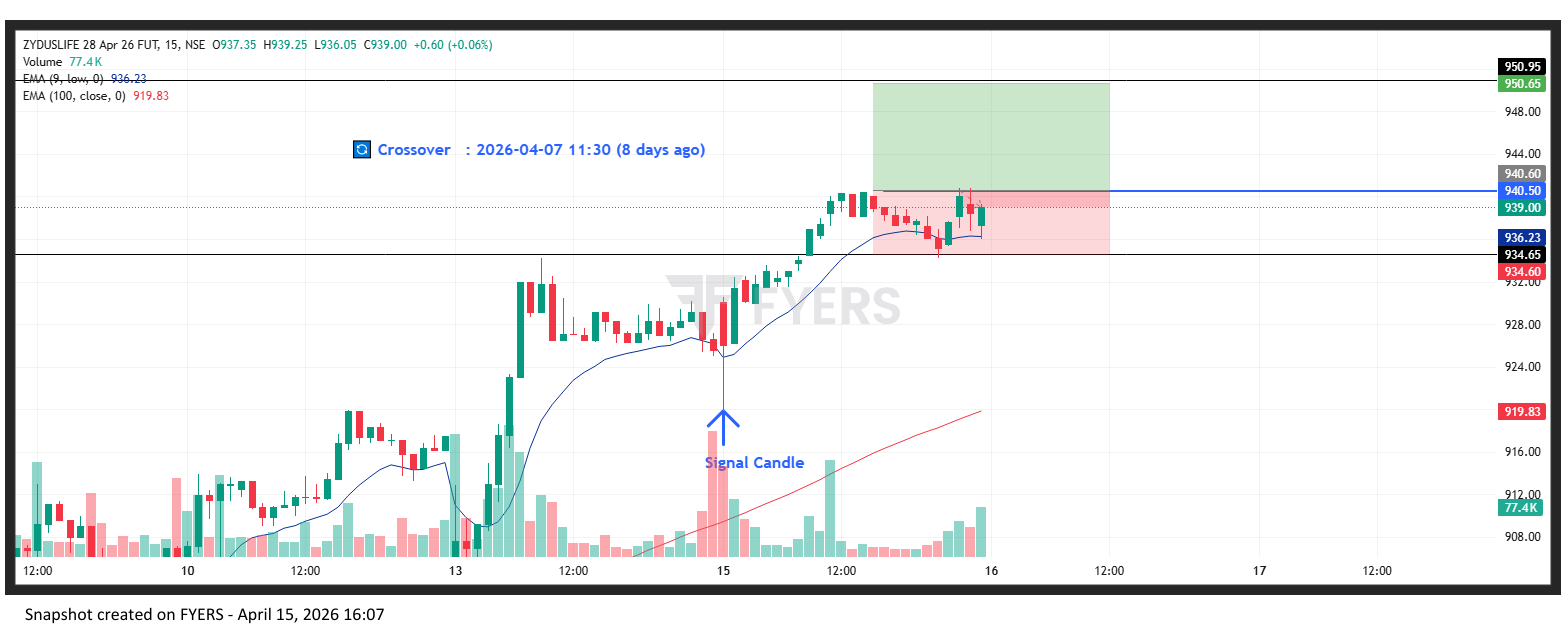 ZYDUSLIFE 28 Apr 26 FUT, 15, NSE O937.35 H939.25 L936.05 C939.00 +0.60 (+0.06%)
Volume 77.4K
EMA (9, low, 0) 936.23
EMA (100, close, 0) 919.83
Crossover : 2026-04-07 11:30 (8 days ago)
FYERS
Signal Candle
950.95
950.65
948.00
944.00
940.60
940.50
939.00
936.23
934.65
934.60
932.00
928.00
924.00
919.83
916.00
912.00
77.4K
908.00
12:00 10 12:00 13 12:00 15 12:00 16 12:00 17 12:00
Snapshot created on FYERS - April 15, 2026 16:07